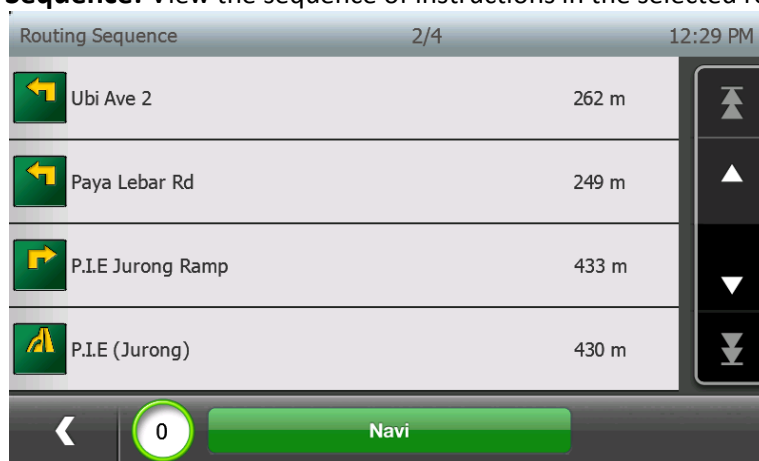 Sequence: View the sequence of instructions in the selected
Routing Sequence 2/4 12:29 PM
Ubi Ave 2 262 m
Paya Lebar Rd 249 m
P.I.E Jurong Ramp 433 m
P.I.E (Jurong) 430 m
0 Navi